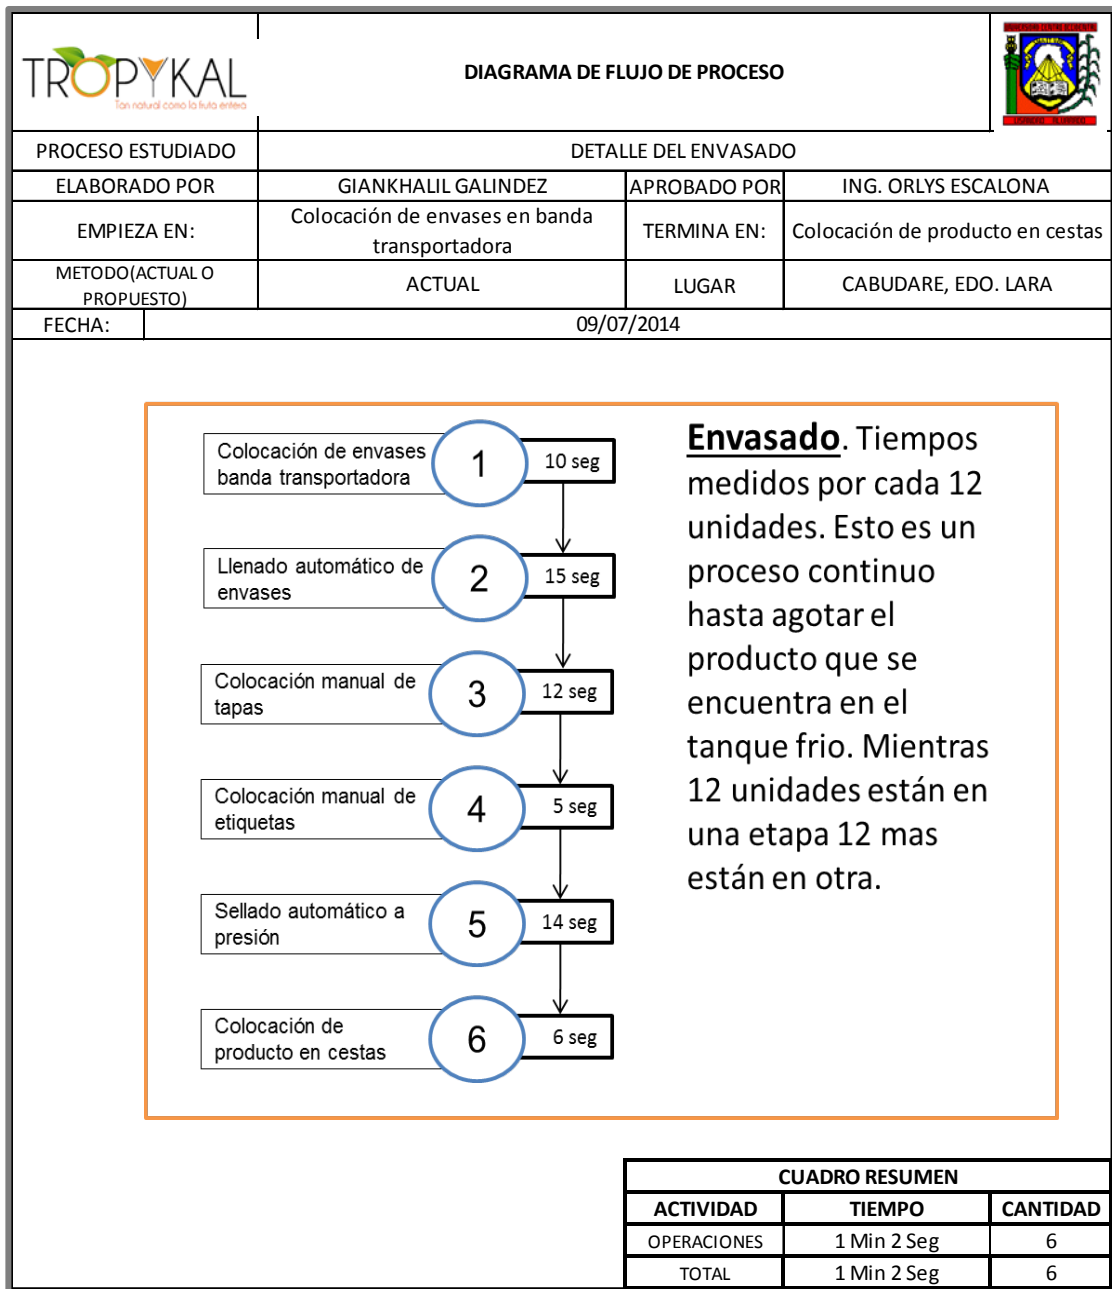 TROPYKAL
Tan natural como la fruta entera
DIAGRAMA DE FLUJO DE PROCESO
PROCESO ESTUDIADO
DETALLE DEL ENVASADO
ELABORADO POR
GIANKHALIL GALINDEZ
APROBADO POR
ING. ORLYS ESCALONA
EMPIEZA EN:
Colocación de envases en banda
transportadora
TERMINA EN:
Colocación de producto en cestas
METODO(ACTUAL O
PROPUESTO)
ACTUAL
LUGAR
CABUDARE, EDO. LARA
FECHA:
09/07/2014
Colocación de envases
banda transportadora
1
10 seg
Llenado automático de
envases
2
15 seg
Colocación manual de
tapas
3
12 seg
Colocación manual de
etiquetas
4
5 seg
Sellado automático a
presión
5
14 seg
Colocación de
producto en cestas
6
6 seg
Envasado. Tiempos
medidos por cada 12
unidades. Esto es un
proceso continuo
hasta agotar el
producto que se
encuentra en el
tanque frio. Mientras
12 unidades están en
una etapa 12 mas
están en otra.
CUADRO RESUMEN
ACTIVIDAD
TIEMPO
CANTIDAD
OPERACIONES
1 Min 2 Seg
6
TOTAL
1 Min 2 Seg
6